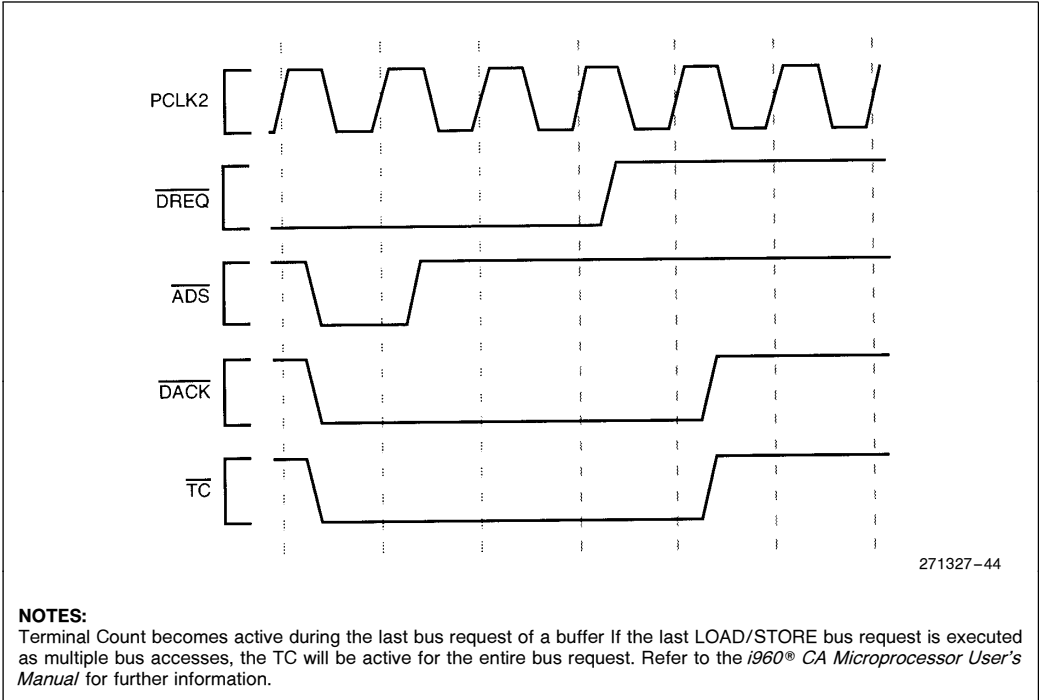 PCLK2
DREQ
ADS
DACK
TC
271327–44
NOTES:
Terminal Count becomes active during the last bus request of a buffer If the last LOAD/STORE bus request is executed
as multiple bus accesses, the TC will be active for the entire bus request. Refer to the i960® CA Microprocessor User's
Manual for further information.